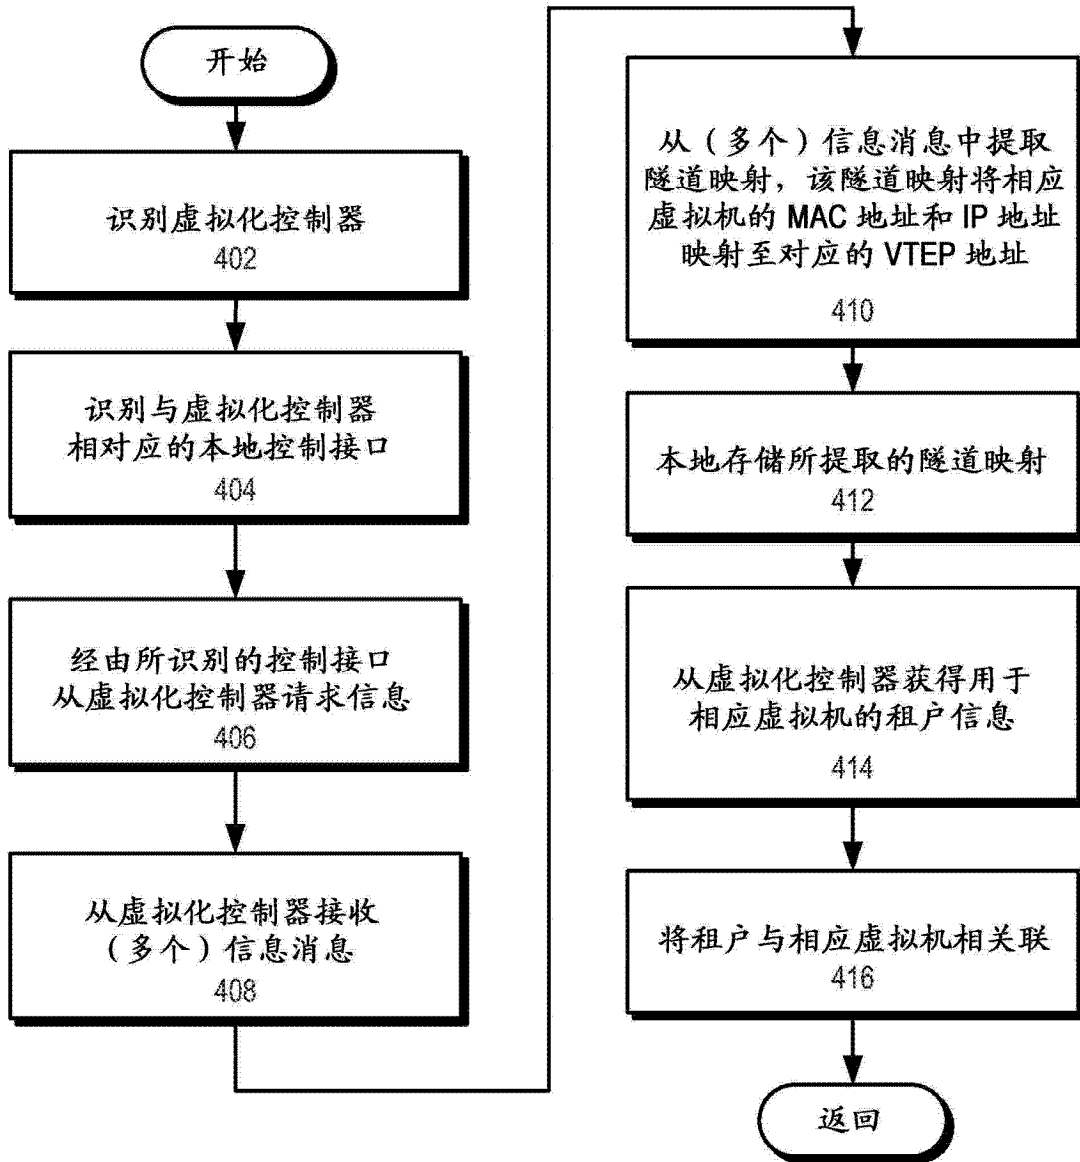 开始
识别虚拟化控制器
402
识别与虚拟化控制器
相对应的本地控制接口
404
经由所识别的控制接口
从虚拟化控制器请求信息
406
从虚拟化控制器接收
（多个）信息消息
408
从（多个）信息消息中提取
隧道映射，该隧道映射将相应
虚拟机的 MAC 地址和 IP 地址
映射至对应的 VTEP 地址
410
本地存储所提取的隧道映射
412
从虚拟化控制器获得用于
相应虚拟机的租户信息
414
将租户与相应虚拟机相关联
416
返回